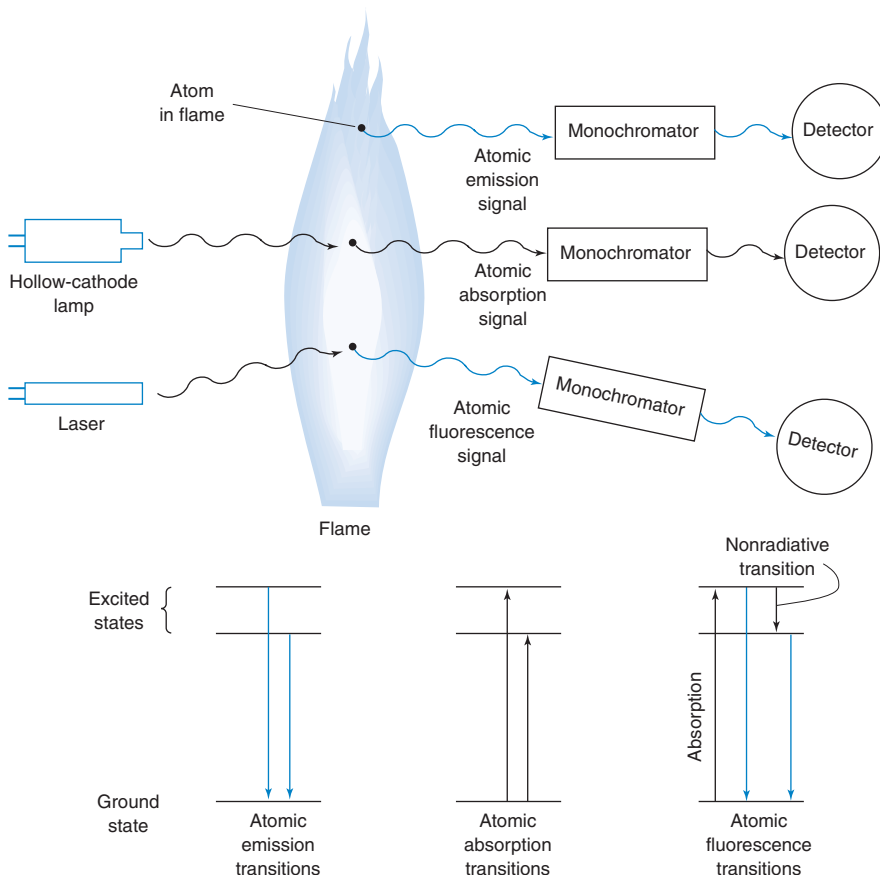 Atom
in flame
Monochromator
Detector
Atomic
emission
signal
Hollow-cathode
lamp
Monochromator
Detector
Atomic
absorption
signal
Laser
Monochromator
Detector
Atomic
fluorescence
signal
Flame
Nonradiative
transition
Excited
states
Absorption
Ground
state
Atomic
emission
transitions
Atomic
absorption
transitions
Atomic
fluorescence
transitions